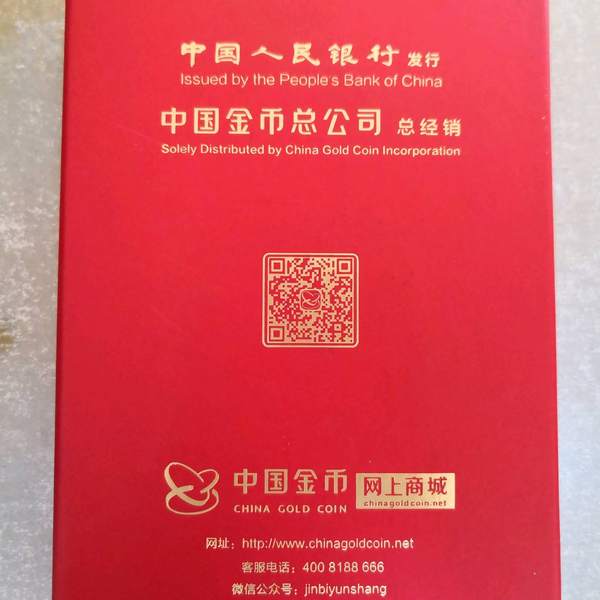 中国人民银行 发行
Issued by the People's Bank of China
中国金币总公司 总经销
Solely Distributed by China Gold Coin Incorporation
中国金币 网上商城
CHINA GOLD COIN chinagoldcoin.net
网址：http://www.chinagoldcoin.net
客服电话：400 8188 666
微信公众号：jinbiyunshang